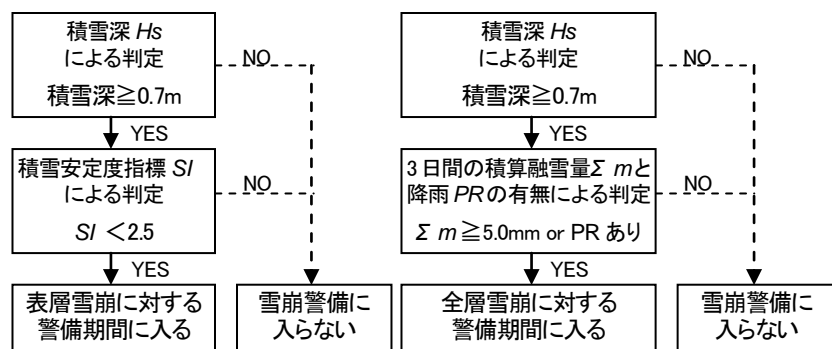 積雪深 Hs
による判定
積雪深≧0.7m
NO
YES
積雪安定度指標 SI
による判定
SI <2.5
NO
YES
表層雪崩に対する
警備期間に入る
雪崩警備に
入らない
積雪深 Hs
による判定
積雪深≧0.7m
NO
YES
3日間の積算融雪量Σ mと
降雨 PRの有無による判定
Σ m≧5.0mm or PR あり
NO
YES
全層雪崩に対する
警備期間に入る
雪崩警備に
入らない